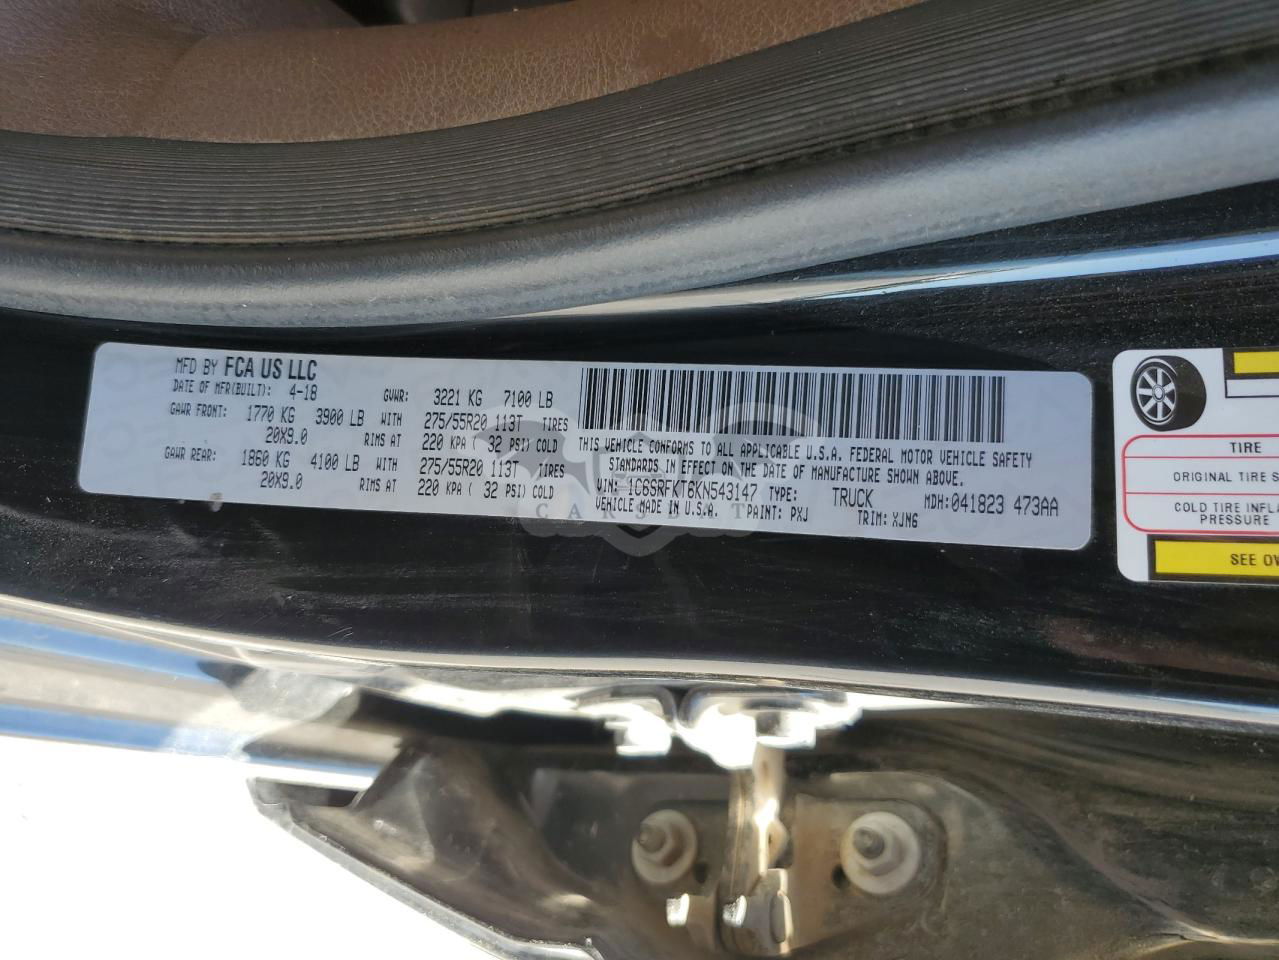 MFD BY FCA US LLC
DATE OF MFR(BUILT): 4-18 GVWR: 3221 KG 7100 LB
GAWR FRONT: 1770 KG 3900 LB WITH 275/55R20 113T TIRES
20X9.0 RIMS AT 220 KPA ( 32 PSI) COLD
GAWR REAR: 1860 KG 4100 LB WITH 275/55R20 113T TIRES
20X9.0 RIMS AT 220 KPA ( 32 PSI) COLD
THIS VEHICLE CONFORMS TO ALL APPLICABLE U.S.A. FEDERAL MOTOR VEHICLE SAFETY
STANDARDS IN EFFECT ON THE DATE OF MANUFACTURE SHOWN ABOVE.
VIN: 1C6SRFKT6KN543147 TYPE: TRUCK MDH:041823 473AA
VEHICLE MADE IN U.S.A. PAINT: PXJ TRIM: XJN6
CARSBAT
TIRE
ORIGINAL TIRE S
COLD TIRE INFL
PRESSURE
SEE OW